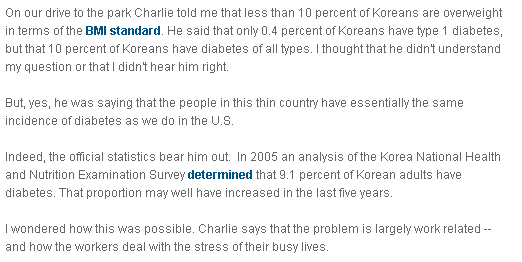 On our drive to the park Charlie told me that less than 10 percent of Koreans are overweight
in terms of the BMI standard. He said that only 0.4 percent of Koreans have type 1 diabetes,
but that 10 percent of Koreans have diabetes of all types. I thought that he didn't understand
my question or that I didn't hear him right.
But, yes, he was saying that the people in this thin country have essentially the same
incidence of diabetes as we do in the U.S.
Indeed, the official statistics bear him out.  In 2005 an analysis of the Korea National Health
and Nutrition Examination Survey determined that 9.1 percent of Korean adults have
diabetes. That proportion may well have increased in the last five years.
I wondered how this was possible. Charlie says that the problem is largely work related --
and how the workers deal with the stress of their busy lives.